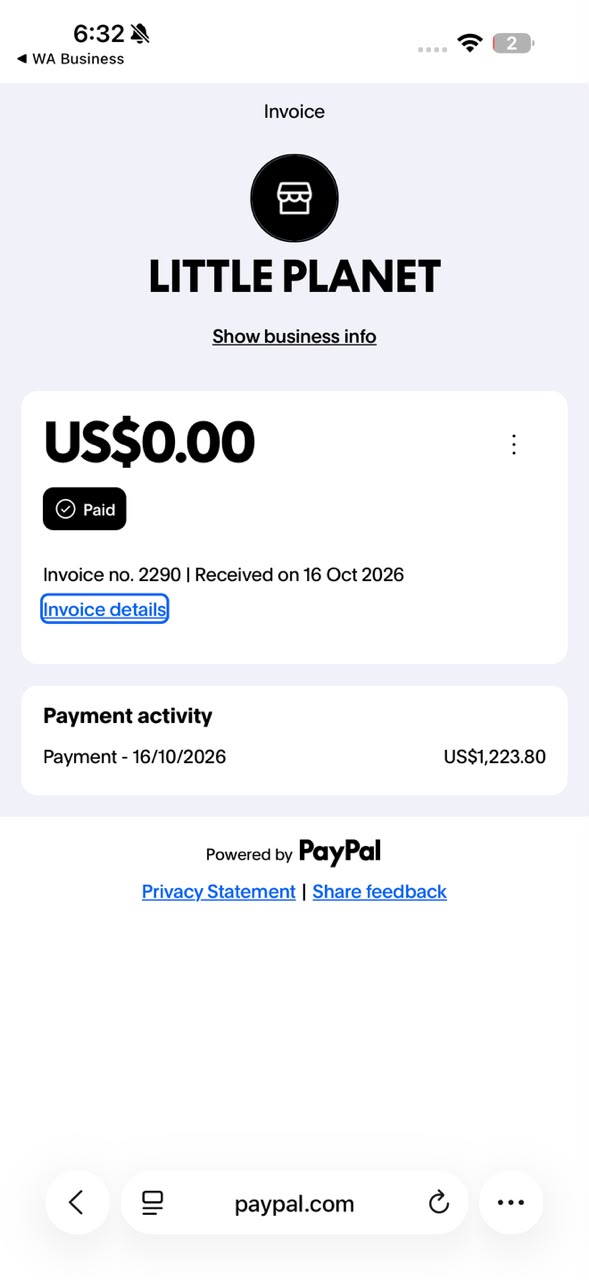 6:32
◀ WA Business
2
Invoice
LITTLE PLANET
Show business info
US$0.00
Paid
Invoice no. 2290 | Received on 16 Oct 2026
Invoice details
Payment activity
Payment - 16/10/2026 US$1,223.80
Powered by PayPal
Privacy Statement | Share feedback
paypal.com